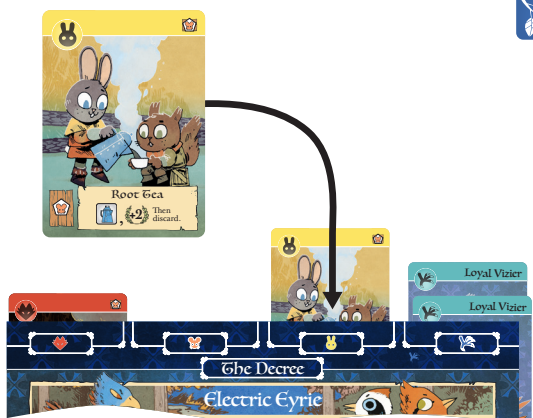 Root Tea
, +2 Then
discard.
Loyal Vizier
Loyal Vizier
The Decree
Electric Eyrie